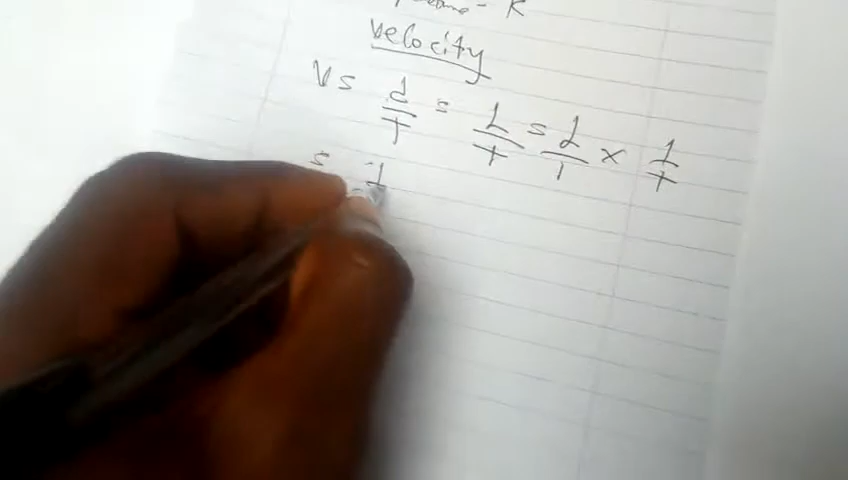 K
velocity
V = d/T = L/T = L/1 × 1/T
= L